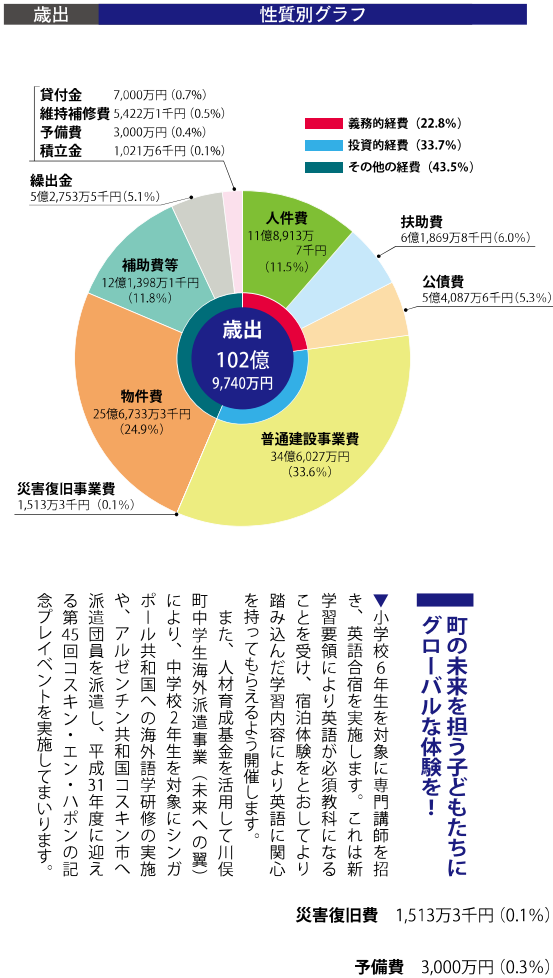 歳出
性質別グラフ
貸付金 7,000万円（0.7%）
維持補修費 5,422万1千円（0.5%）
予備費 3,000万円（0.4%）
積立金 1,021万6千円（0.1%）
繰出金
5億2,753万5千円（5.1%）
義務的経費（22.8%）
投資的経費（33.7%）
その他の経費（43.5%）
人件費
11億8,913万
7千円
（11.5%）
扶助費
6億1,869万8千円（6.0%）
公債費
5億4,087万6千円（5.3%）
補助費等
12億1,398万1千円
（11.8%）
歳出
102億
9,740万円
物件費
25億6,733万3千円
（24.9%）
普通建設事業費
34億6,027万円
（33.6%）
災害復旧事業費
1,513万3千円（0.1%）
町の未来を担う子どもたちに
グローバルな体験を！
▼小学校６年生を対象に専門講師を招
き、英語合宿を実施します。これは新
学習要領により英語が必須教科になる
ことを受け、宿泊体験をとおしてより
踏み込んだ学習内容により英語に関心
を持ってもらえるよう開催します。
また、人材育成基金を活用して川俣
町中学生海外派遣事業（未来への翼）
により、中学校２年生を対象にシンガ
ポール共和国への海外語学研修の実施
や、アルゼンチン共和国コスキン市へ
派遣団員を派遣し、平成31年度に迎え
る第45回コスキン・エン・ハポンの記
念プレイベントを実施してまいります。
災害復旧費 1,513万3千円（0.1%）
予備費 3,000万円（0.3%）